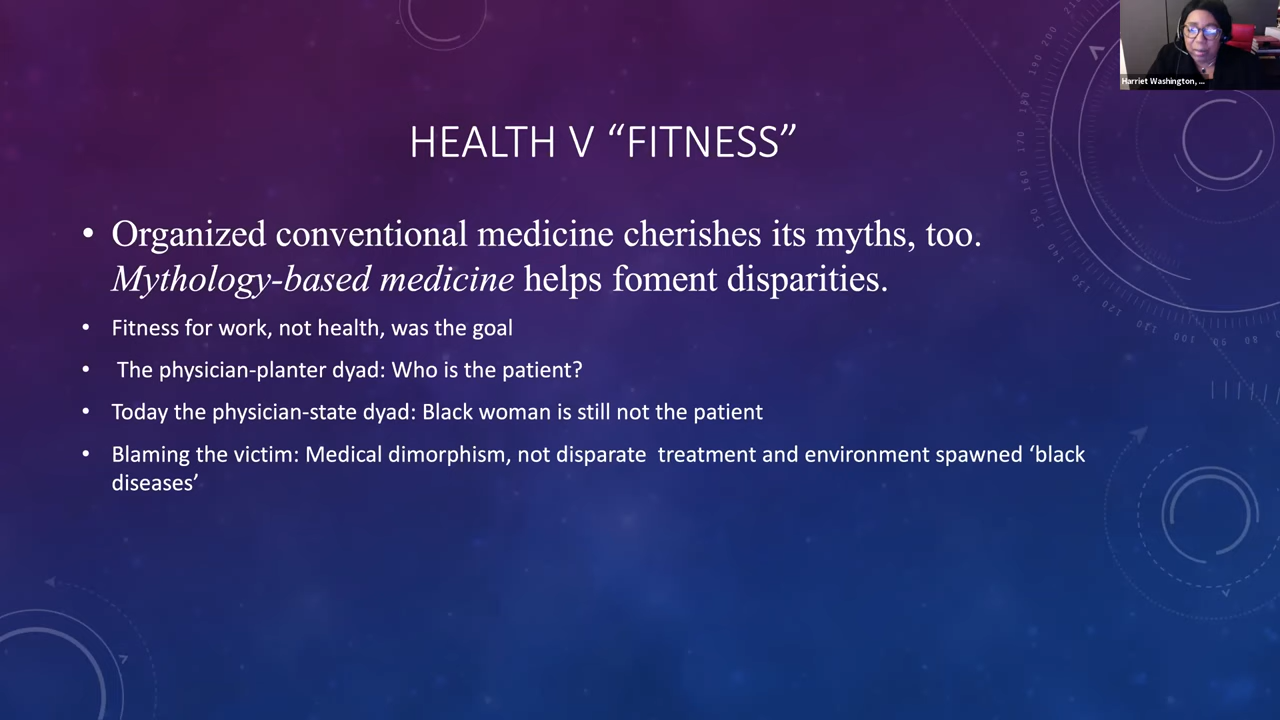 Harriet Washington, ...
HEALTH V “FITNESS”
• Organized conventional medicine cherishes its myths, too.
Mythology-based medicine helps foment disparities.
• Fitness for work, not health, was the goal
• The physician-planter dyad: Who is the patient?
• Today the physician-state dyad: Black woman is still not the patient
• Blaming the victim: Medical dimorphism, not disparate  treatment and environment spawned ‘black
diseases’